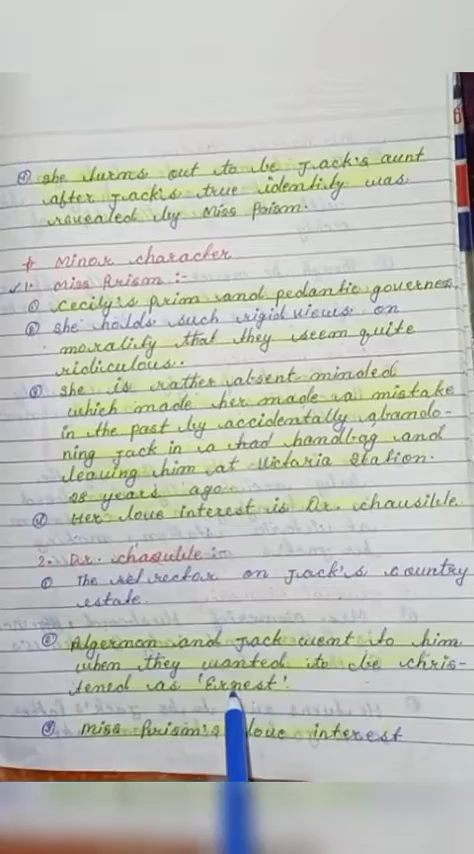 ④ she turns out to be Jack's aunt
after Jack's true identity was
revealed by Miss Prism.
* Minor character
✓1. Miss Prism :-
① Cecily's prim and pedantic governes
② she holds such rigid views on
morality that they seem quite
ridiculous.
③ she is rather absent minded
which made her made a mistake
in the past by accidentally abando-
ning Jack in a had handbag and
leaving him at Victoria Station.
28 years ago
④ Her love interest is Dr. chausible.
2. Dr. chasuble :-
① The rector on Jack's country
estate.
② Algernon and Jack went to him
when they wanted to be chris-
tened as 'Ernest'.
③ Miss Prism's love interest